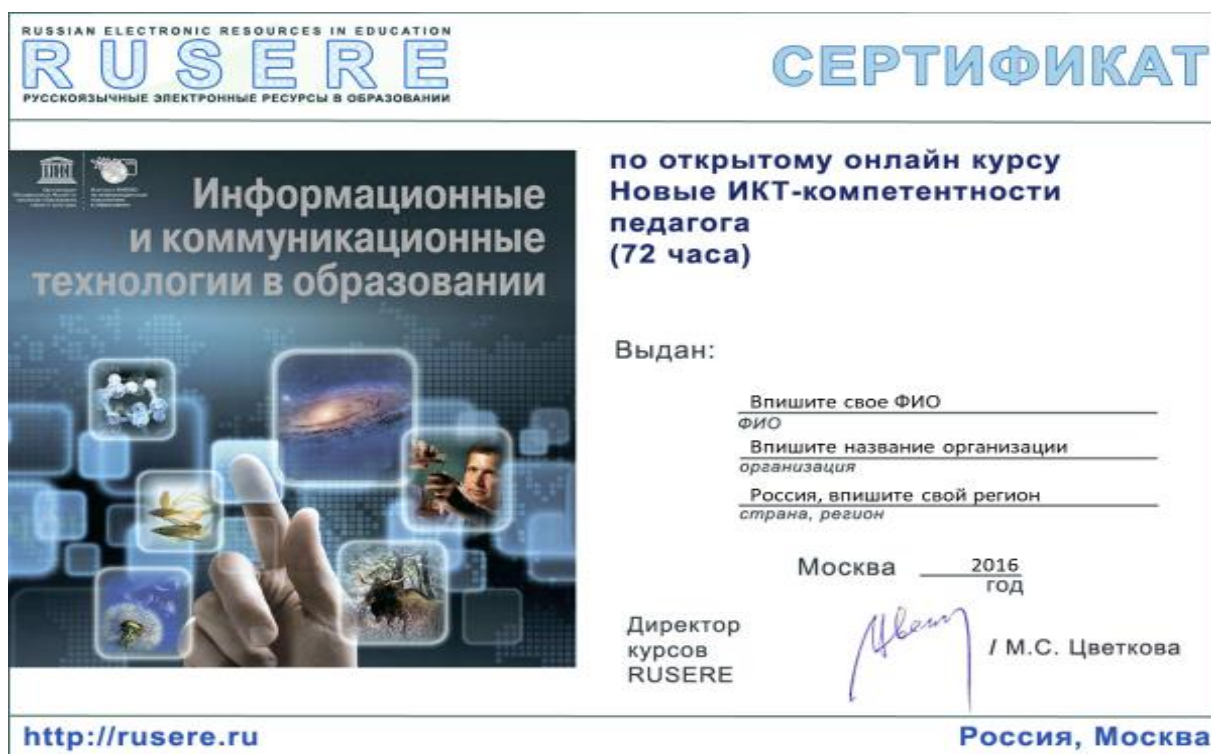 RUSSIAN ELECTRONIC RESOURCES IN EDUCATION
RUSERE
РУССКОЯЗЫЧНЫЕ ЭЛЕКТРОННЫЕ РЕСУРСЫ В ОБРАЗОВАНИИ
СЕРТИФИКАТ
Информационные
и коммуникационные
технологии в образовании
по открытому онлайн курсу
Новые ИКТ-компетентности
педагога
(72 часа)
Выдан:
Впишите свое ФИО
ФИО
Впишите название организации
организация
Россия, впишите свой регион
страна, регион
Москва 2016
год
Директор
курсов
RUSERE
/ М.С. Цветкова
http://rusere.ru
Россия, Москва